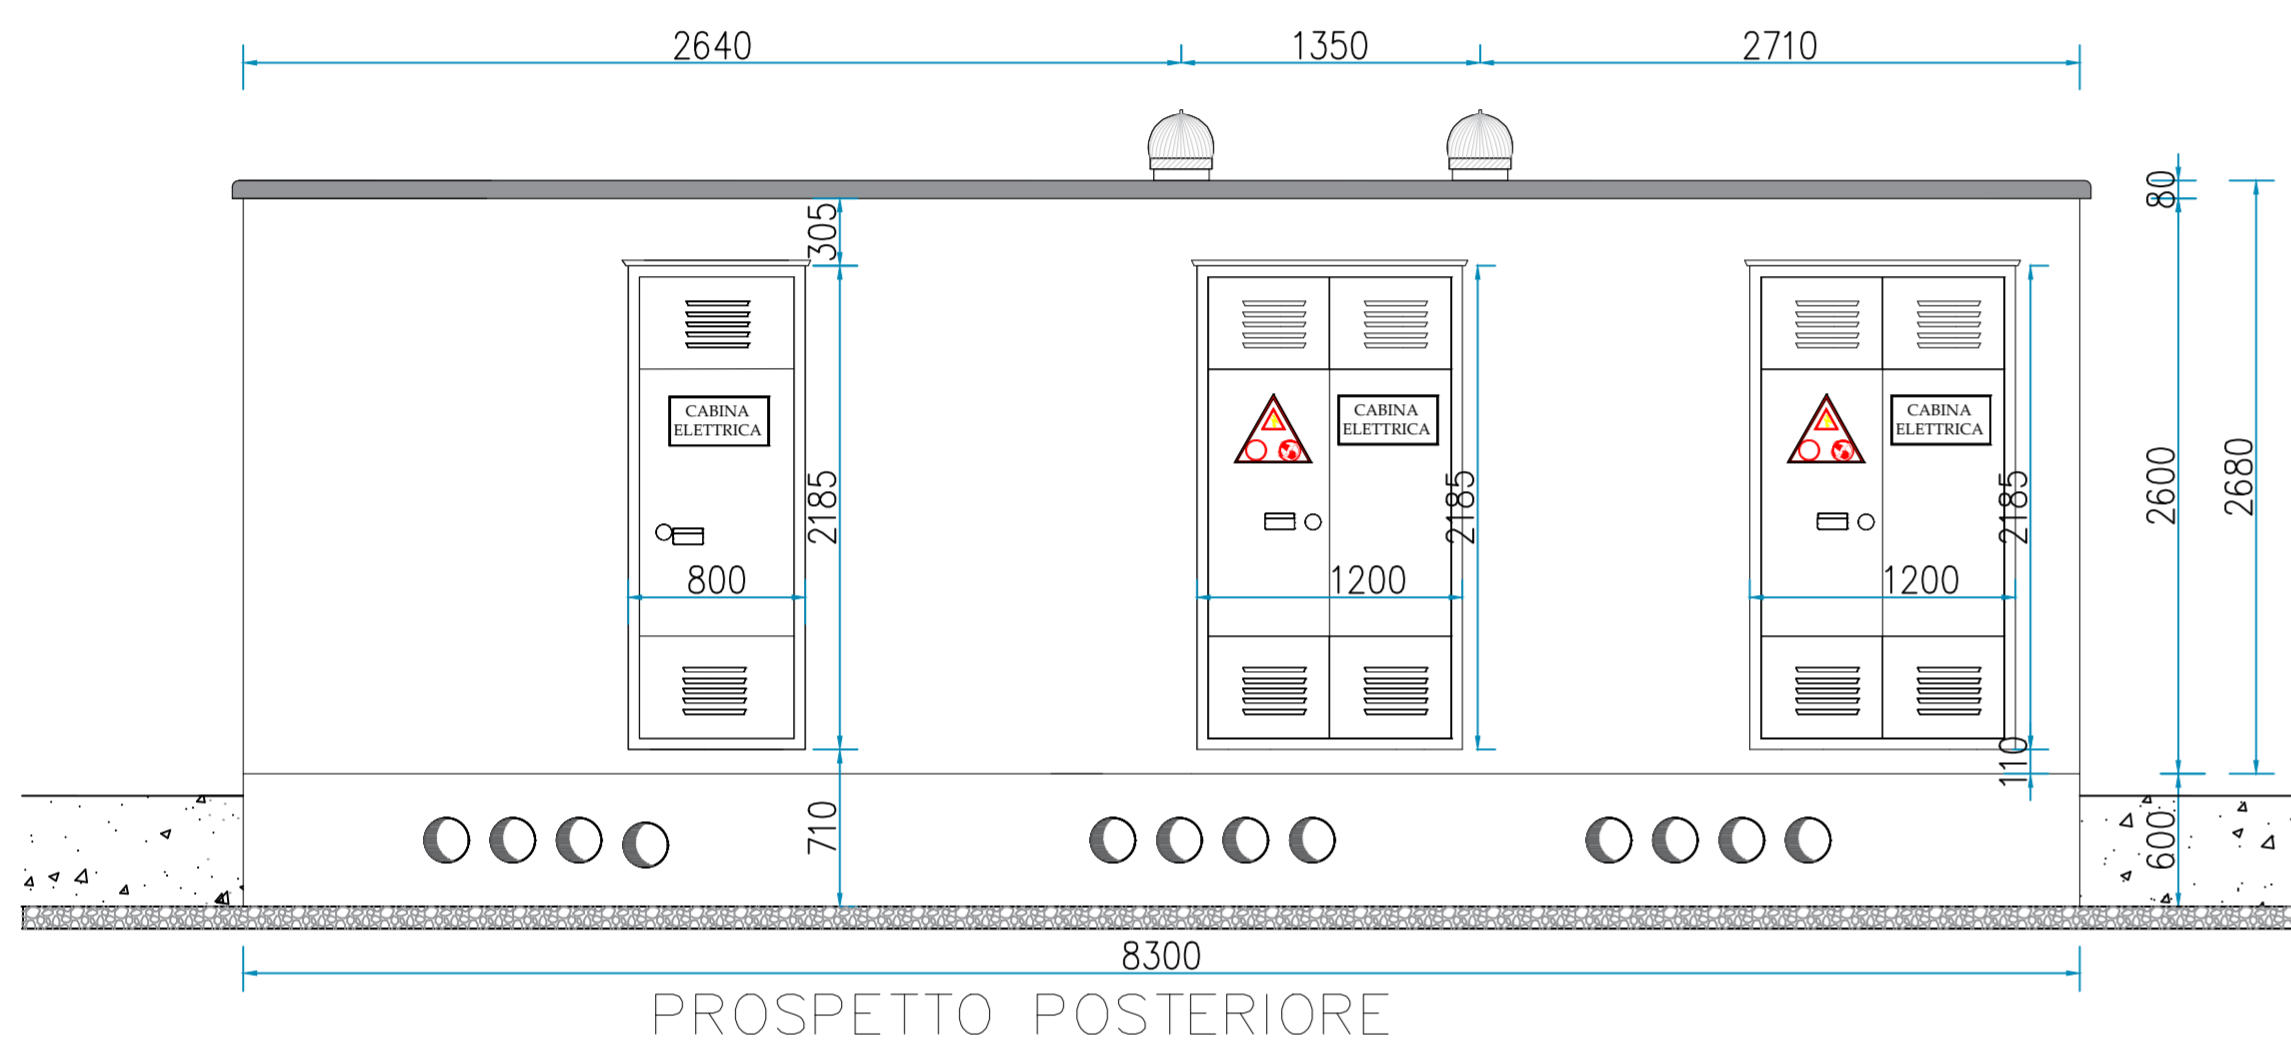 2640
1350
2710
80
305
CABINA
ELETTRICA
CABINA
ELETTRICA
CABINA
ELETTRICA
2185
2185
2185
2600
2680
800
1200
1200
110
710
600
8300
PROSPETTO POSTERIORE